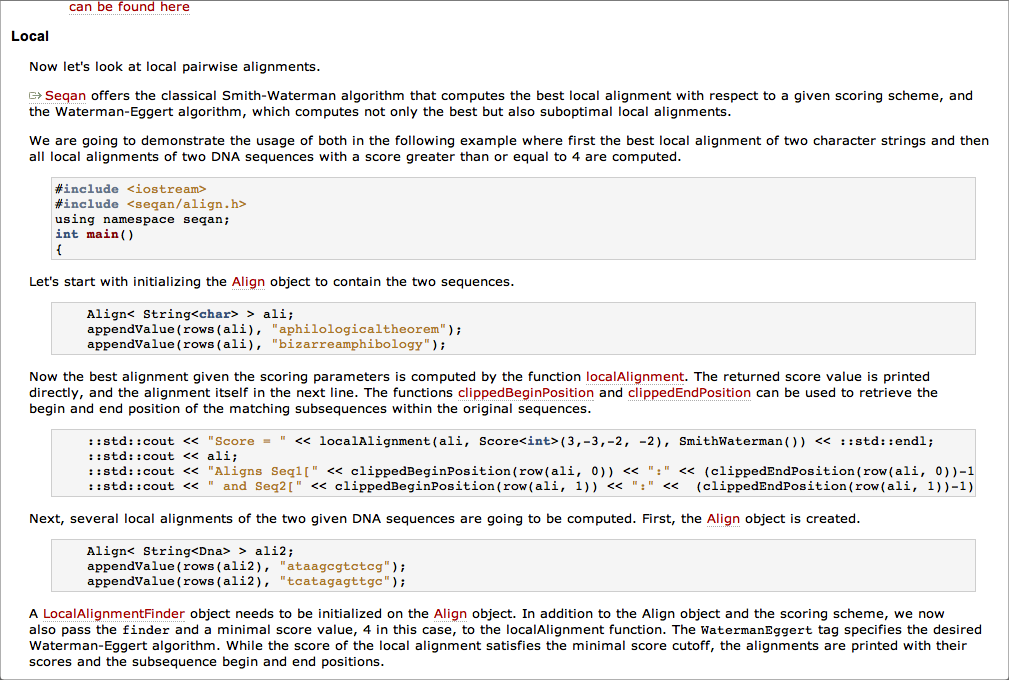 can be found here
Local
Now let's look at local pairwise alignments.
Seqan offers the classical Smith-Waterman algorithm that computes the best local alignment with respect to a given scoring scheme, and
the Waterman-Eggert algorithm, which computes not only the best but also suboptimal local alignments.
We are going to demonstrate the usage of both in the following example where first the best local alignment of two character strings and then
all local alignments of two DNA sequences with a score greater than or equal to 4 are computed.
#include <iostream>
#include <seqan/align.h>
using namespace seqan;
int main()
{
Let's start with initializing the Align object to contain the two sequences.
Align< String<char> > ali;
appendValue(rows(ali), "aphilologicaltheorem");
appendValue(rows(ali), "bizarreamphibology");
Now the best alignment given the scoring parameters is computed by the function localAlignment. The returned score value is printed
directly, and the alignment itself in the next line. The functions clippedBeginPosition and clippedEndPosition can be used to retrieve the
begin and end position of the matching subsequences within the original sequences.
::std::cout << "Score = " << localAlignment(ali, Score<int>(3,-3,-2, -2), SmithWaterman()) << ::std::endl;
::std::cout << ali;
::std::cout << "Aligns Seq1[" << clippedBeginPosition(row(ali, 0)) << ":" << (clippedEndPosition(row(ali, 0))-1
::std::cout << " and Seq2[" << clippedBeginPosition(row(ali, 1)) << ":" <<  (clippedEndPosition(row(ali, 1))-1)
Next, several local alignments of the two given DNA sequences are going to be computed. First, the Align object is created.
Align< String<Dna> > ali2;
appendValue(rows(ali2), "ataagcgtctcg");
appendValue(rows(ali2), "tcatagagttgc");
A LocalAlignmentFinder object needs to be initialized on the Align object. In addition to the Align object and the scoring scheme, we now
also pass the finder and a minimal score value, 4 in this case, to the localAlignment function. The WatermanEggert tag specifies the desired
Waterman-Eggert algorithm. While the score of the local alignment satisfies the minimal score cutoff, the alignments are printed with their
scores and the subsequence begin and end positions.